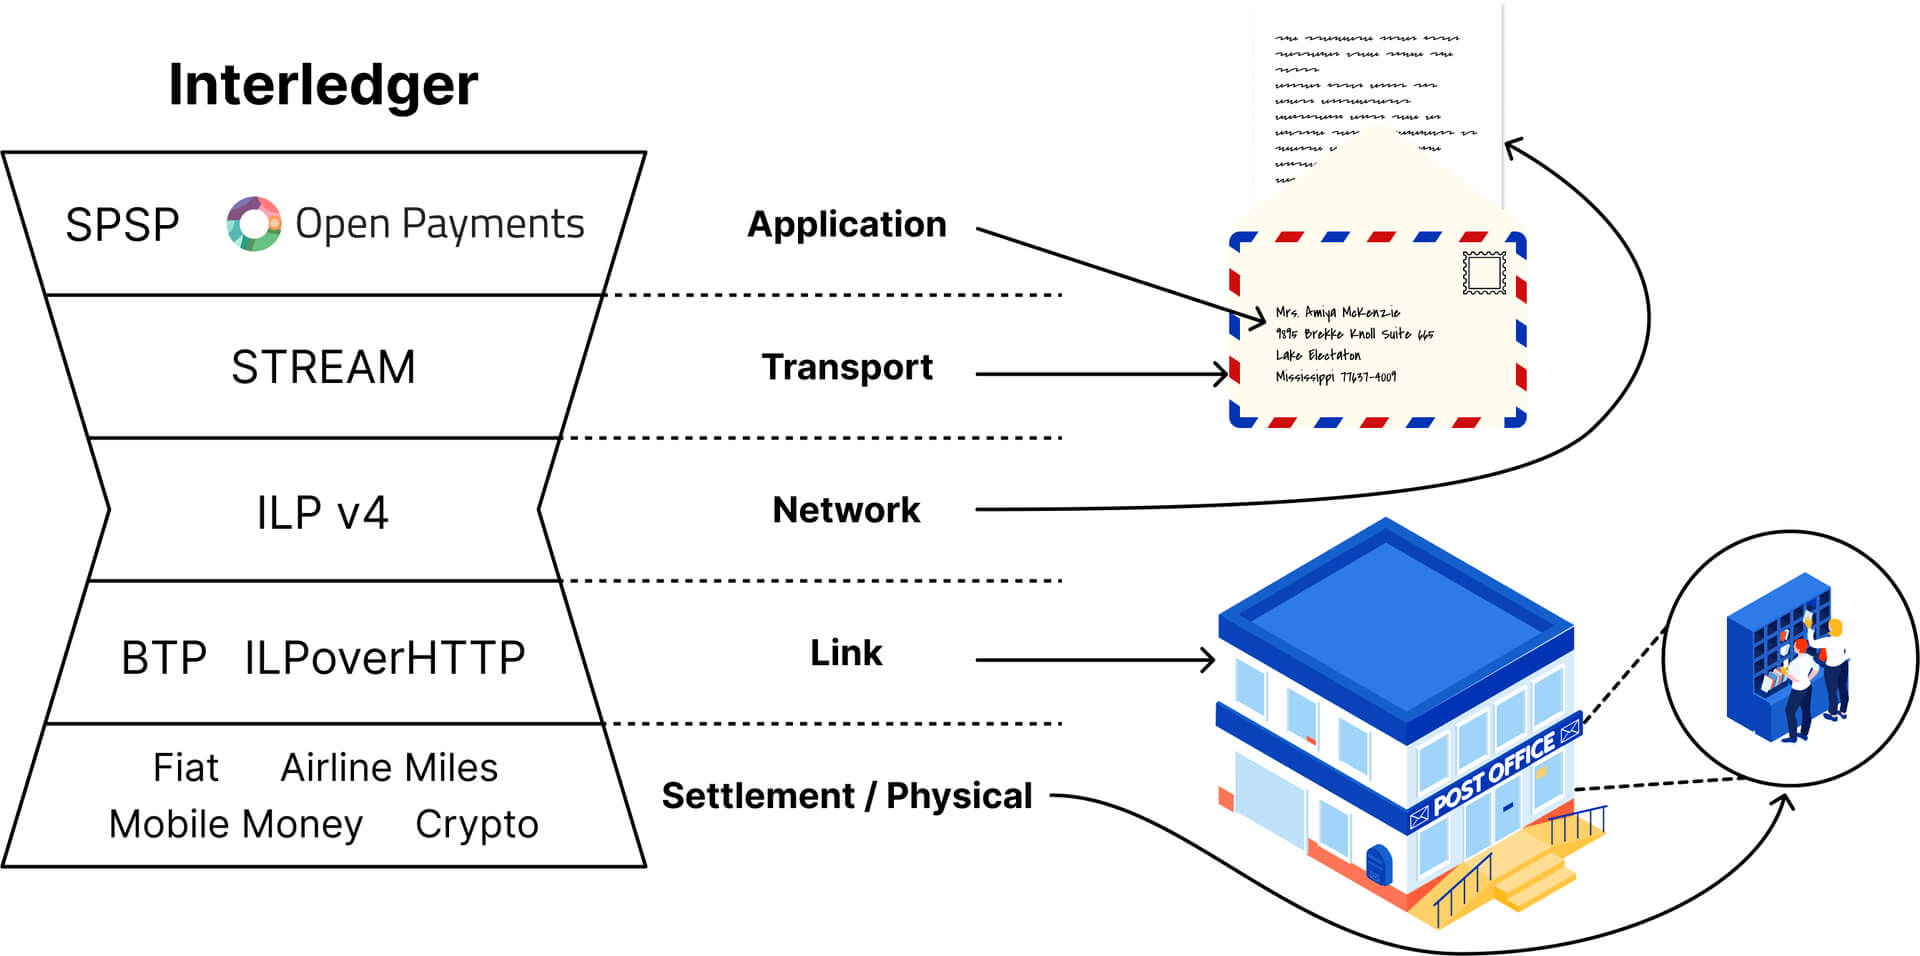 Interledger
SPSP Open Payments
Application
STREAM
Transport
ILP v4
Network
BTP ILPoverHTTP
Link
Fiat Airline Miles
Mobile Money Crypto
Settlement / Physical
Mrs. Amiya McKenzie
9895 Brekke Knoll Suite 665
Lake Electaton
Mississippi 77637-4009
POST OFFICE